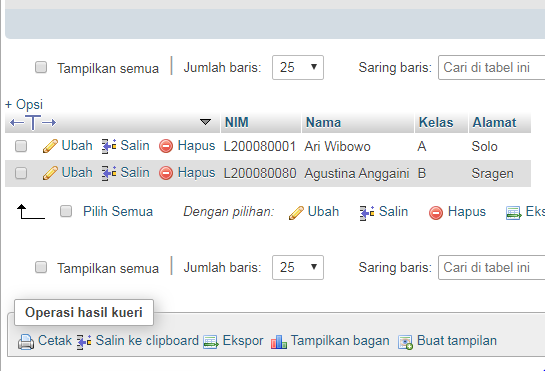 Tampilkan semua | Jumlah baris: 25 Saring baris: Cari di tabel ini
+ Opsi
←T→ NIM Nama Kelas Alamat
Ubah Salin Hapus L200080001 Ari Wibowo A Solo
Ubah Salin Hapus L200080080 Agustina Anggaini B Sragen
Pilih Semua Dengan pilihan: Ubah Salin Hapus Eks
Tampilkan semua | Jumlah baris: 25 Saring baris: Cari di tabel ini
Operasi hasil kueri
Cetak Salin ke clipboard Ekspor Tampilkan bagan Buat tampilan